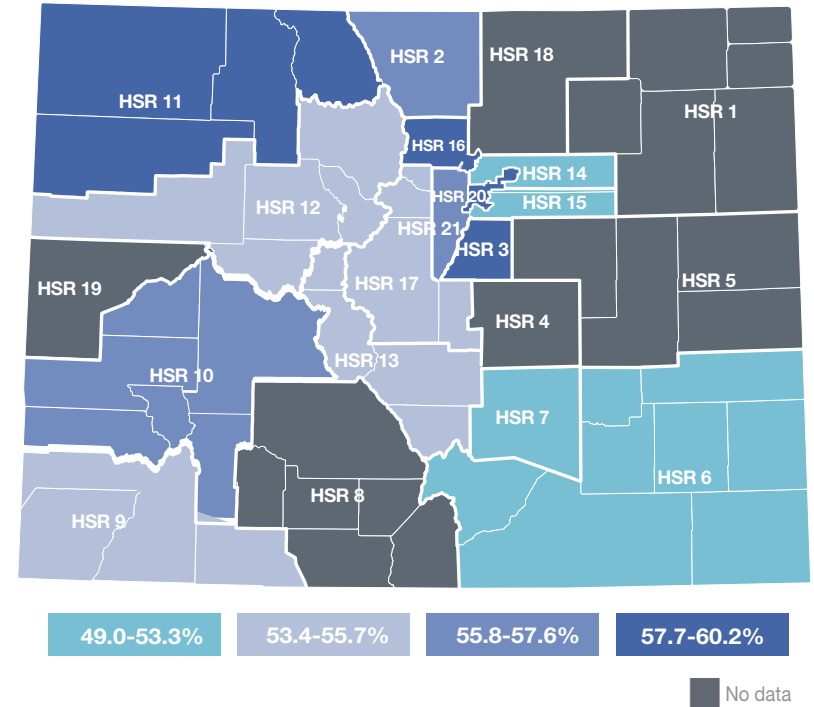 HSR 2
HSR 18
HSR 11
HSR 1
HSR 16
HSR 14
HSR 20
HSR 15
HSR 12
HSR 21
HSR 3
HSR 17
HSR 5
HSR 19
HSR 4
HSR 13
HSR 10
HSR 7
HSR 6
HSR 8
HSR 9
49.0-53.3%
53.4-55.7%
55.8-57.6%
57.7-60.2%
No data